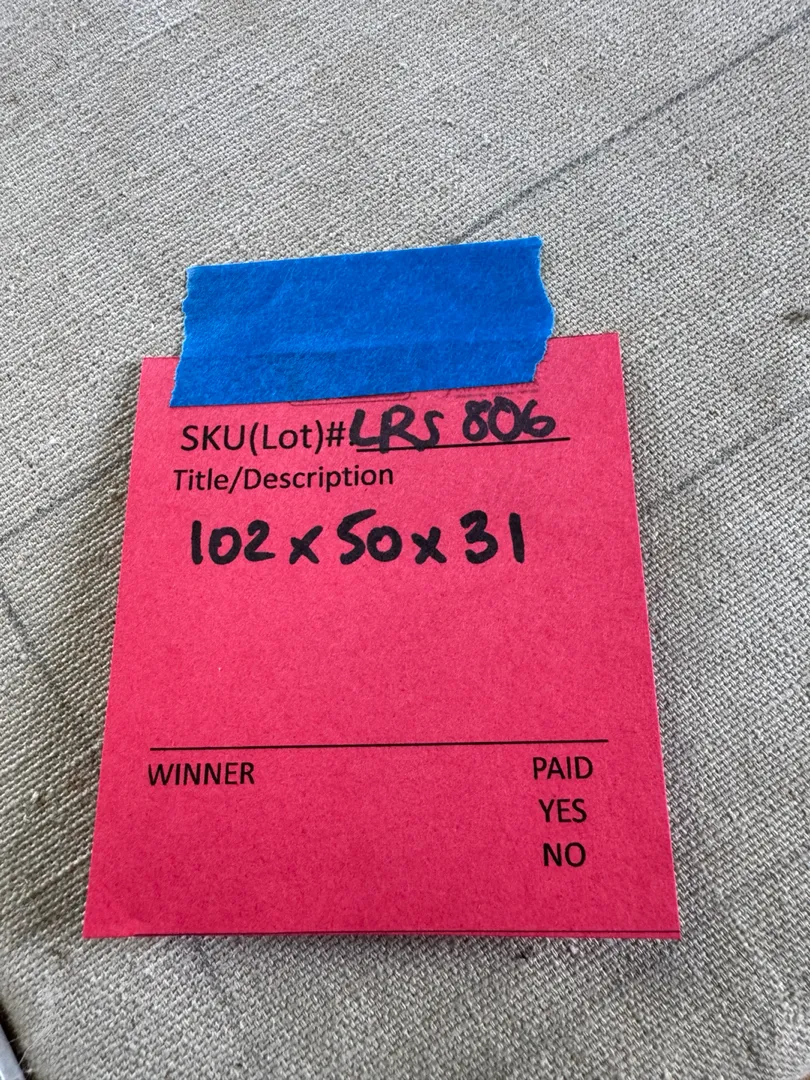 SKU(Lot)# LRS 806
Title/Description
102 x 50 x 31
WINNER PAID
YES
NO